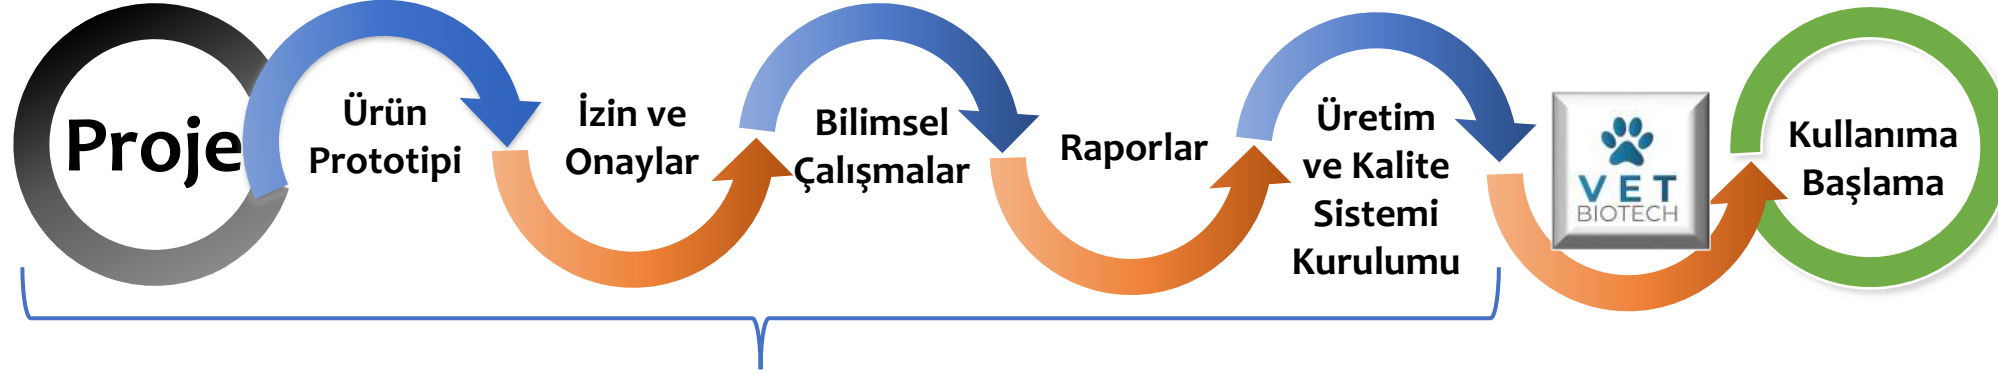 Proje
Ürün
Prototipi
İzin ve
Onaylar
Bilimsel
Çalışmalar
Raporlar
Üretim
ve Kalite
Sistemi
Kurulumu
VET
BIOTECH
Kullanıma
Başlama